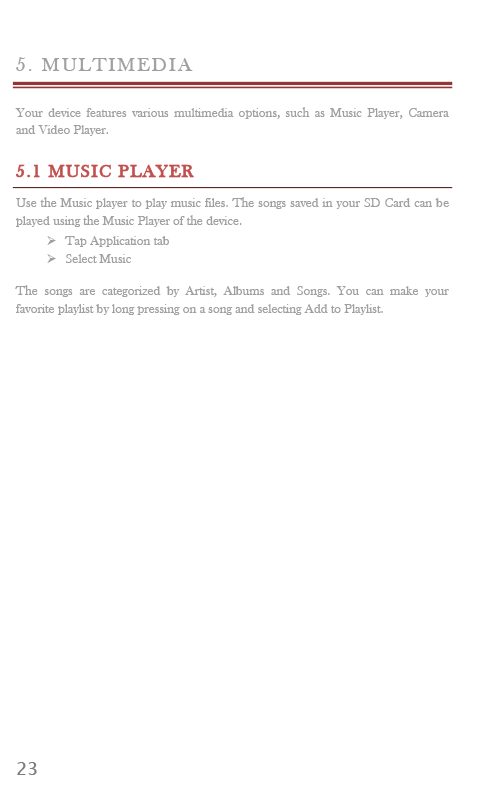 5. MULTIMEDIA
Your device features various multimedia options, such as Music Player, Camera
and Video Player.
5.1 MUSIC PLAYER
Use the Music player to play music files. The songs saved in your SD Card can be
played using the Music Player of the device.
➢ Tap Application tab
➢ Select Music
The songs are categorized by Artist, Albums and Songs. You can make your
favorite playlist by long pressing on a song and selecting Add to Playlist.
23